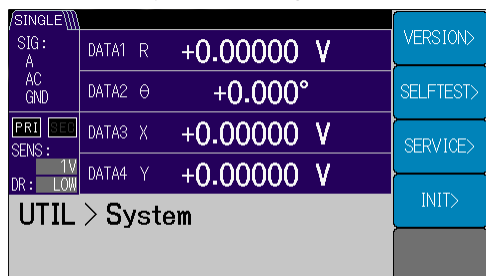 SINGLE
SIG:
A
AC
GND
PRI SEC
SENS:
1V
DR: LOW
DATA1 R +0.00000 V
DATA2 θ +0.000°
DATA3 X +0.00000 V
DATA4 Y +0.00000 V
UTIL > System
VERSION>
SELFTEST>
SERVICE>
INIT>